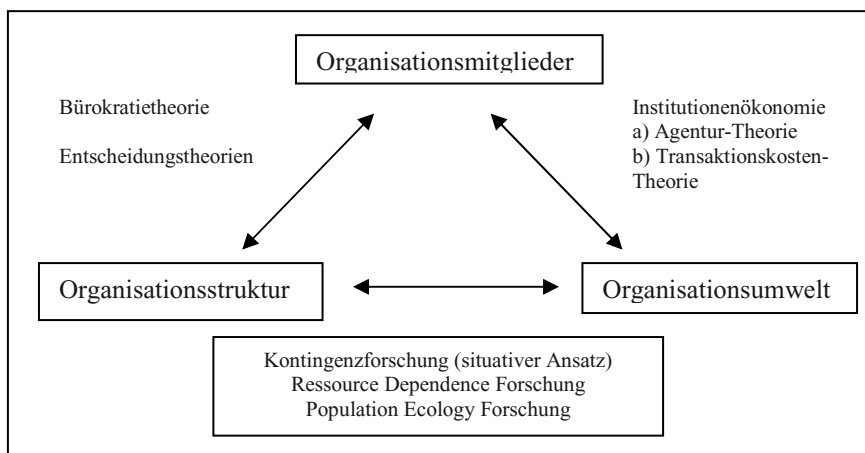 Organisationsmitglieder
Bürokratietheorie
Entscheidungstheorien
Institutionenökonomie
a) Agentur-Theorie
b) Transaktionskosten-
Theorie
Organisationsstruktur
Organisationsumwelt
Kontingenzforschung (situativer Ansatz)
Ressource Dependence Forschung
Population Ecology Forschung